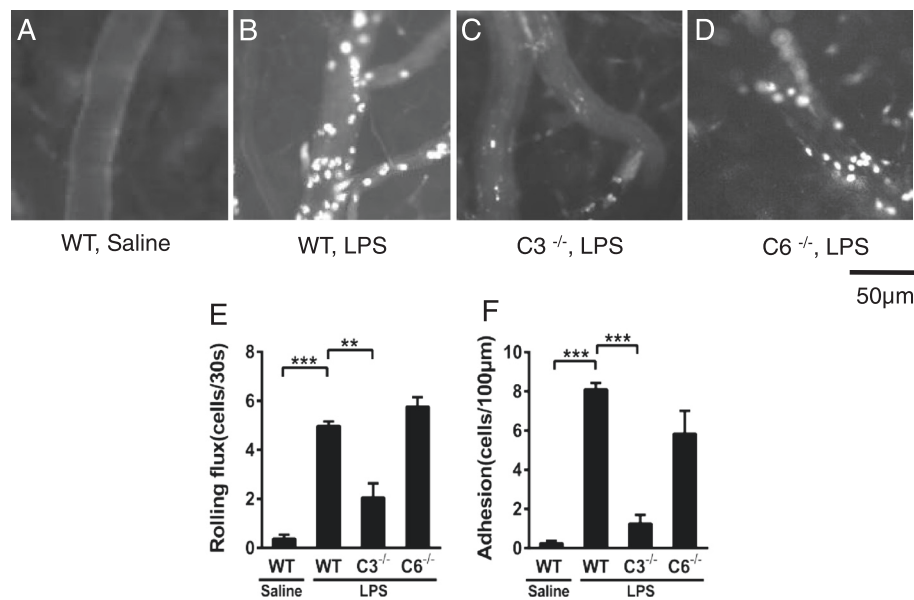 A B C D
WT, Saline WT, LPS C3 -/-, LPS C6 -/-, LPS
50µm
E
Rolling flux(cells/30s)
8
6
4
2
0
*** **
WT WT C3-/- C6-/-
Saline LPS
F
Adhesion(cells/100µm)
10
8
6
4
2
0
*** ***
WT WT C3-/- C6-/-
Saline LPS